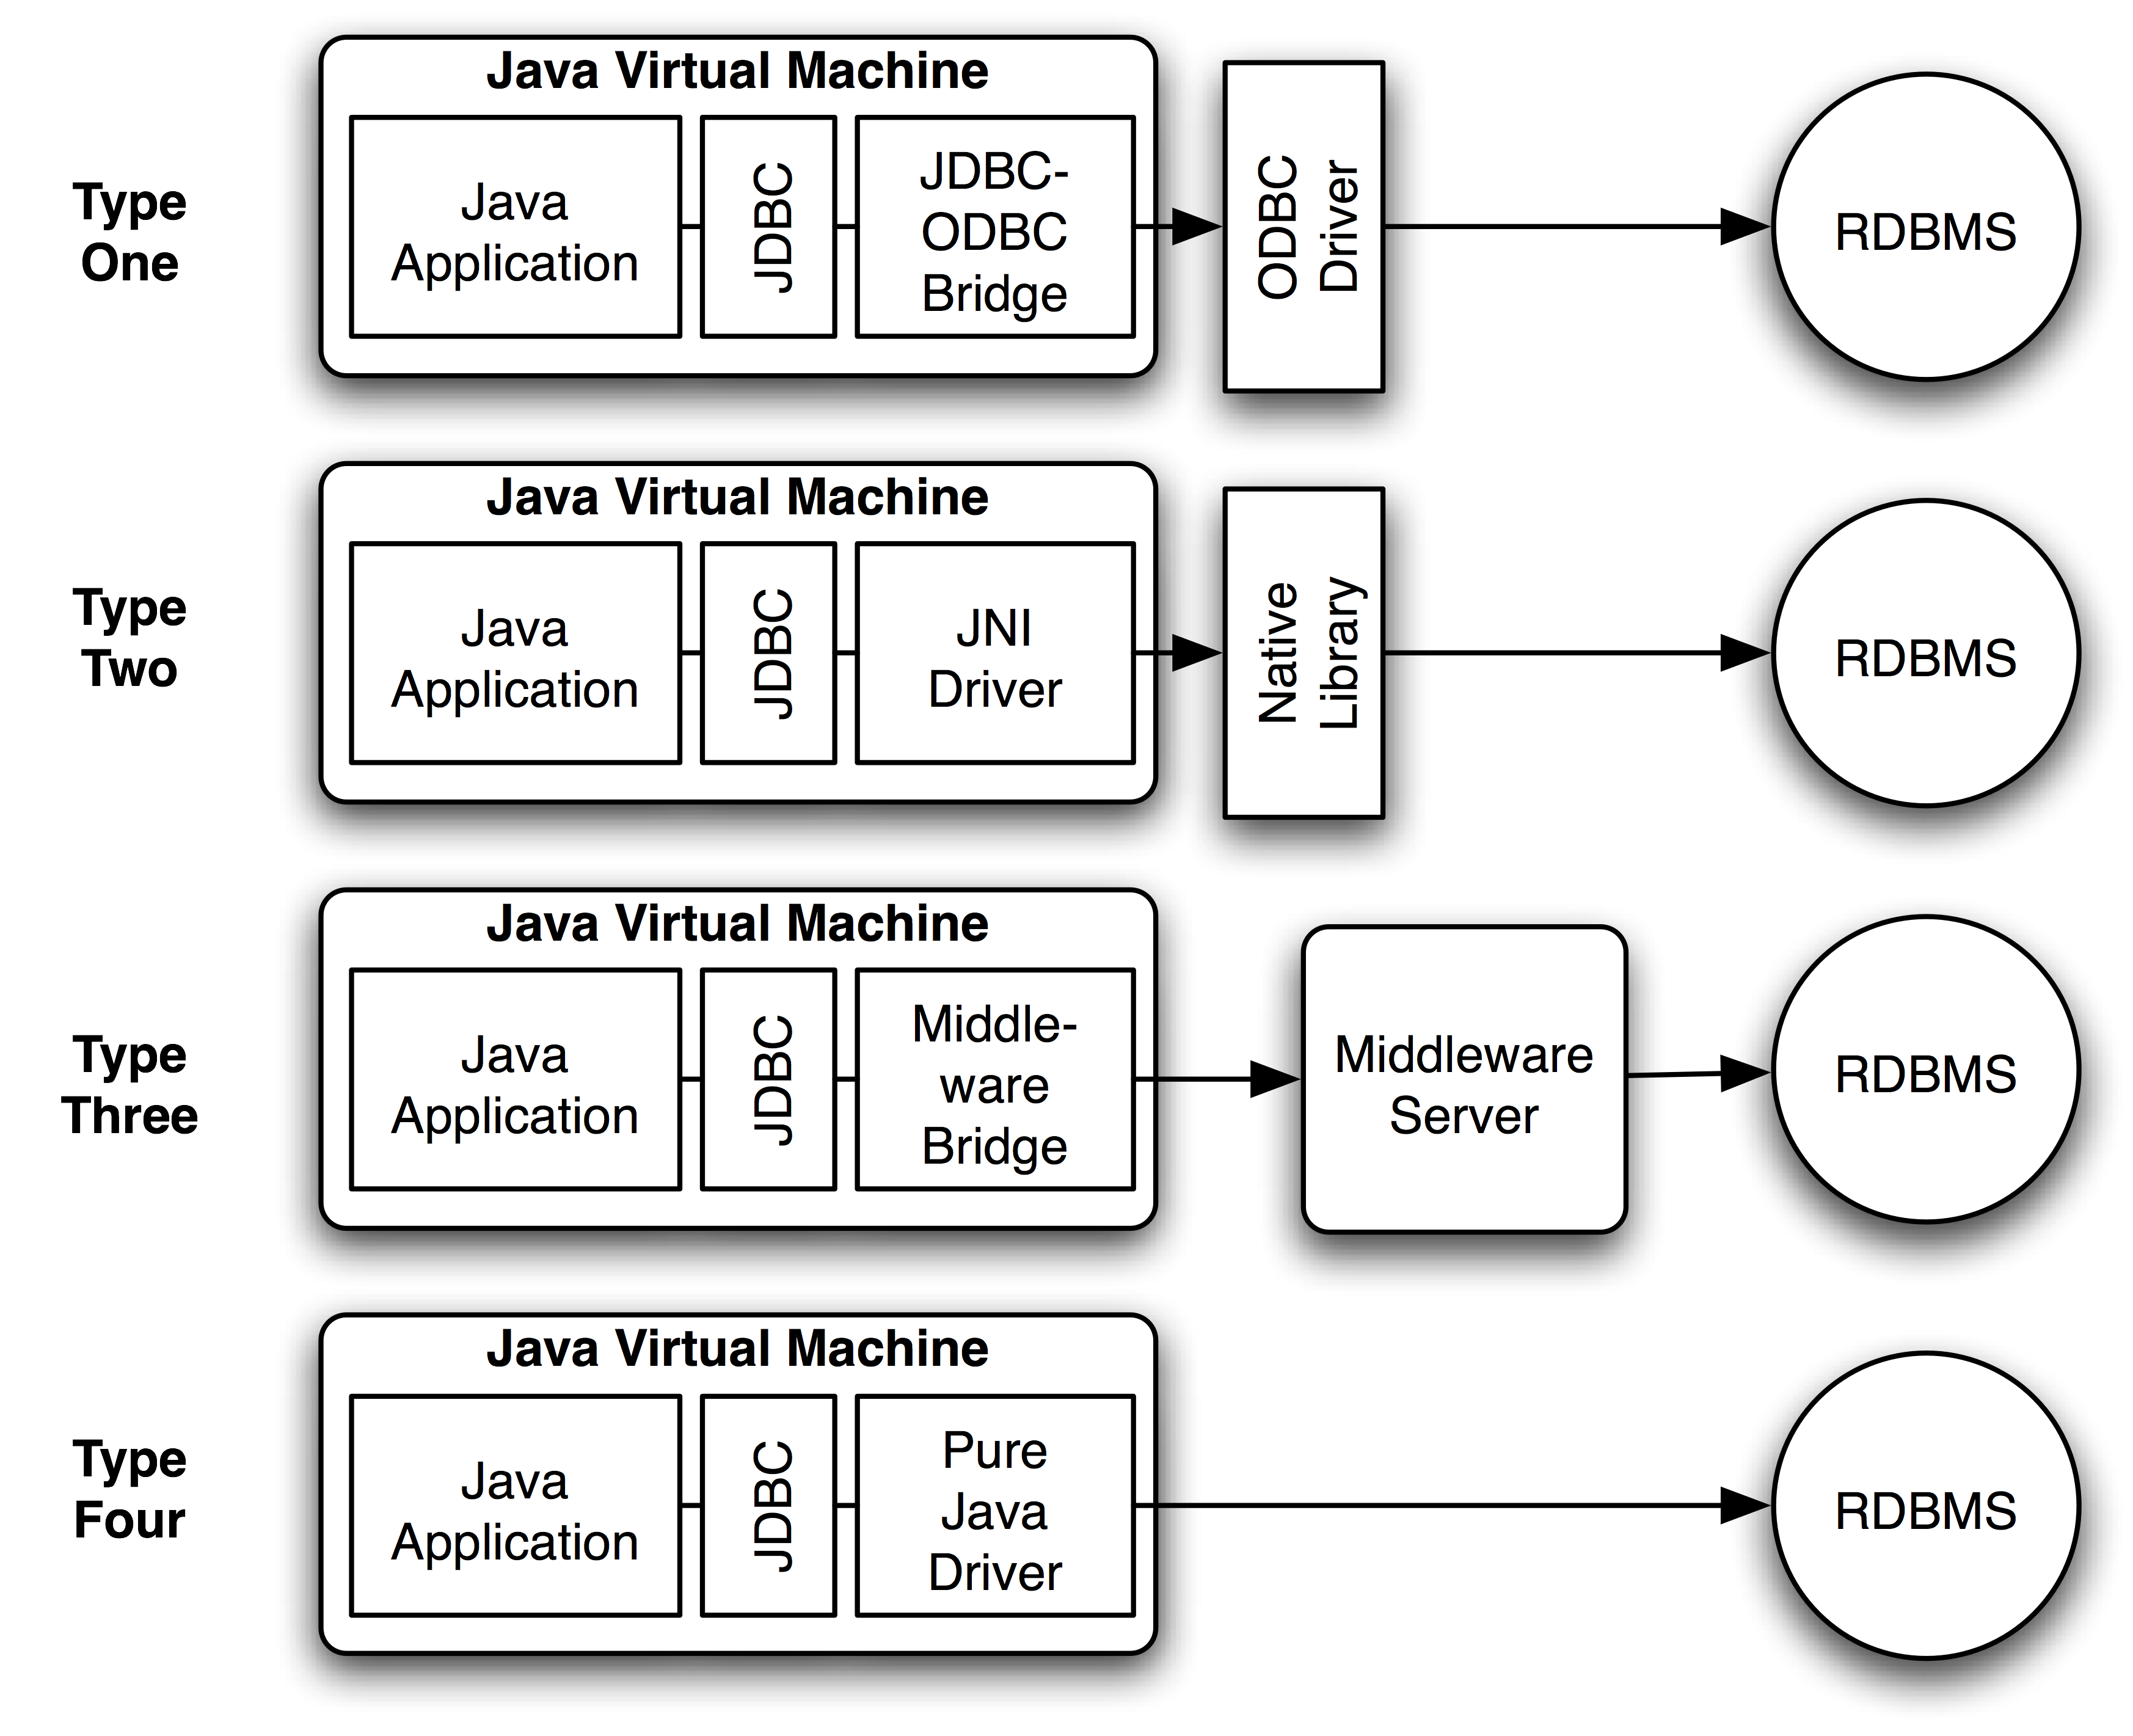 Java Virtual Machine
Type
One
Java
Application
JDBC
JDBC-
ODBC
Bridge
ODBC
Driver
RDBMS
Java Virtual Machine
Type
Two
Java
Application
JDBC
JNI
Driver
Native
Library
RDBMS
Java Virtual Machine
Type
Three
Java
Application
JDBC
Middle-
ware
Bridge
Middleware
Server
RDBMS
Java Virtual Machine
Type
Four
Java
Application
JDBC
Pure
Java
Driver
RDBMS